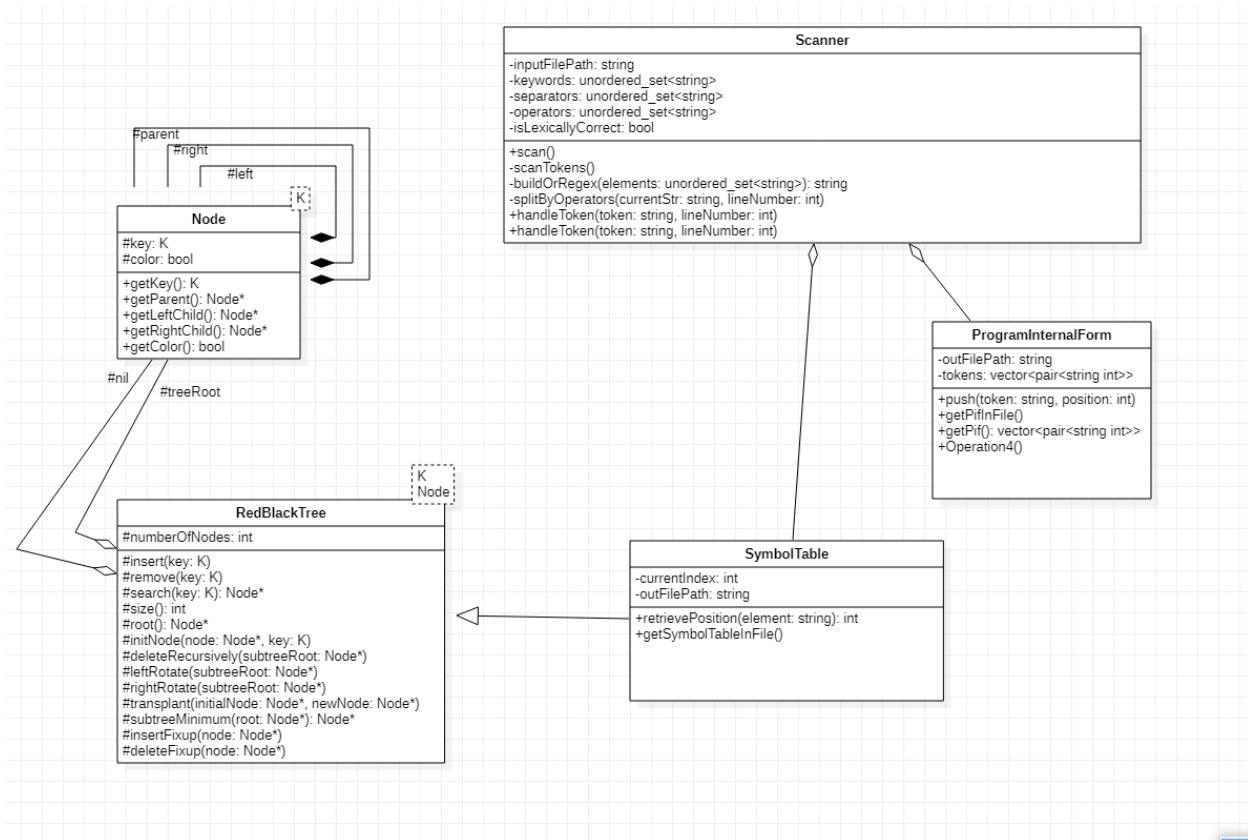 Scanner
-inputFilePath: string
-keywords: unordered_set<string>
-separators: unordered_set<string>
-operators: unordered_set<string>
-isLexicallyCorrect: bool
+scan()
-scanTokens()
-buildOrRegex(elements: unordered_set<string>): string
-splitByOperators(currentStr: string, lineNumber: int)
+handleToken(token: string, lineNumber: int)
+handleToken(token: string, lineNumber: int)
#parent
#right
#left
K
Node
#key: K
#color: bool
+getKey(): K
+getParent(): Node*
+getLeftChild(): Node*
+getRightChild(): Node*
+getColor(): bool
#nil
#treeRoot
ProgramInternalForm
-outFilePath: string
-tokens: vector<pair<string int>>
+push(token: string, position: int)
+getPifInFile()
+getPif(): vector<pair<string int>>
+Operation4()
K
Node
RedBlackTree
#numberOfNodes: int
#insert(key: K)
#remove(key: K)
#search(key: K): Node*
#size(): int
#root(): Node*
#initNode(node: Node*, key: K)
#deleteRecursively(subtreeRoot: Node*)
#leftRotate(subtreeRoot: Node*)
#rightRotate(subtreeRoot: Node*)
#transplant(initialNode: Node*, newNode: Node*)
#subtreeMinimum(root: Node*): Node*
#insertFixup(node: Node*)
#deleteFixup(node: Node*)
SymbolTable
-currentIndex: int
-outFilePath: string
+retrievePosition(element: string): int
+getSymbolTableInFile()